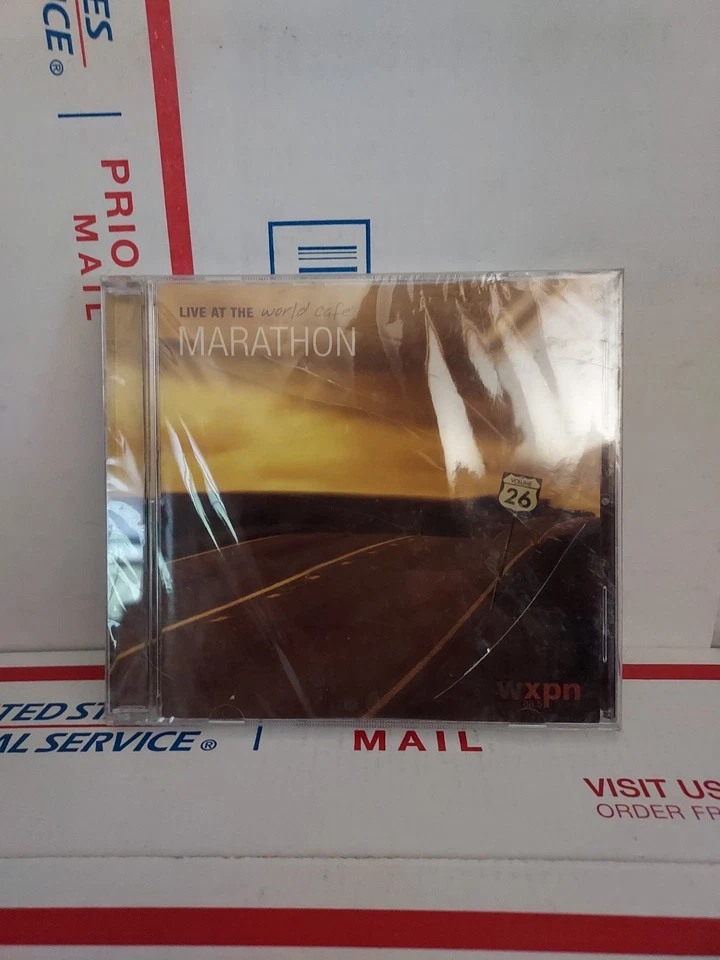 ES
CE®
PRIO
MAIL
LIVE AT THE world cafe
MARATHON
VOLUME
26
wxpn
TED ST
AL SERVICE®
MAIL
VISIT US
ORDER FR